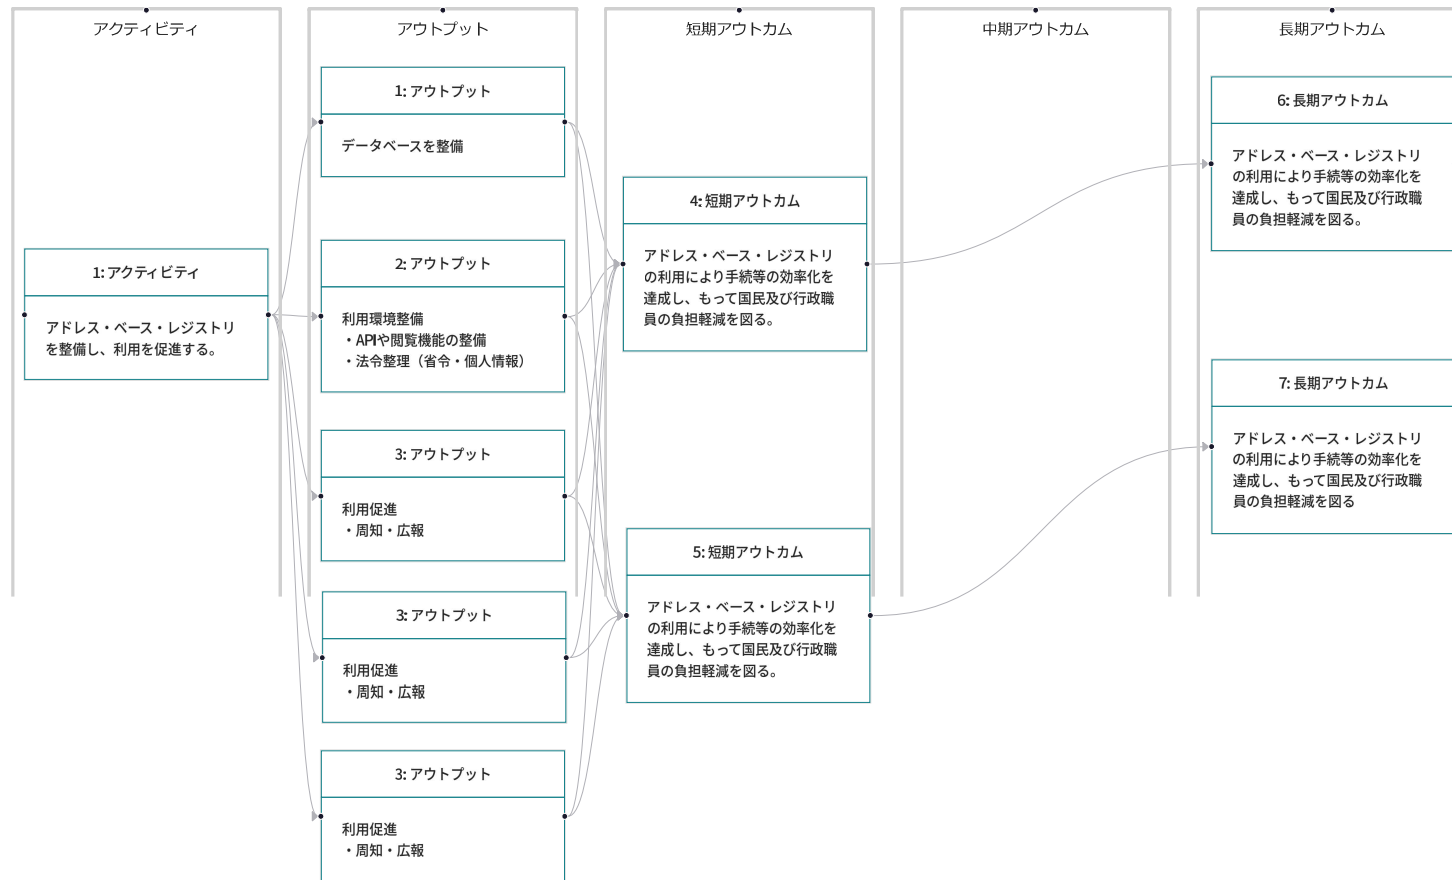 アクティビティ
アウトプット
短期アウトカム
中期アウトカム
長期アウトカム
1: アクティビティ
アドレス・ベース・レジストリ
を整備し、利用を促進する。
1: アウトプット
データベースを整備
2: アウトプット
利用環境整備
・APIや閲覧機能の整備
・法令整理（省令・個人情報）
3: アウトプット
利用促進
・周知・広報
3: アウトプット
利用促進
・周知・広報
3: アウトプット
利用促進
・周知・広報
4: 短期アウトカム
アドレス・ベース・レジストリ
の利用により手続等の効率化を
達成し、もって国民及び行政職
員の負担軽減を図る。
5: 短期アウトカム
アドレス・ベース・レジストリ
の利用により手続等の効率化を
達成し、もって国民及び行政職
員の負担軽減を図る。
6: 長期アウトカム
アドレス・ベース・レジストリ
の利用により手続等の効率化を
達成し、もって国民及び行政職
員の負担軽減を図る。
7: 長期アウトカム
アドレス・ベース・レジストリ
の利用により手続等の効率化を
達成し、もって国民及び行政職
員の負担軽減を図る